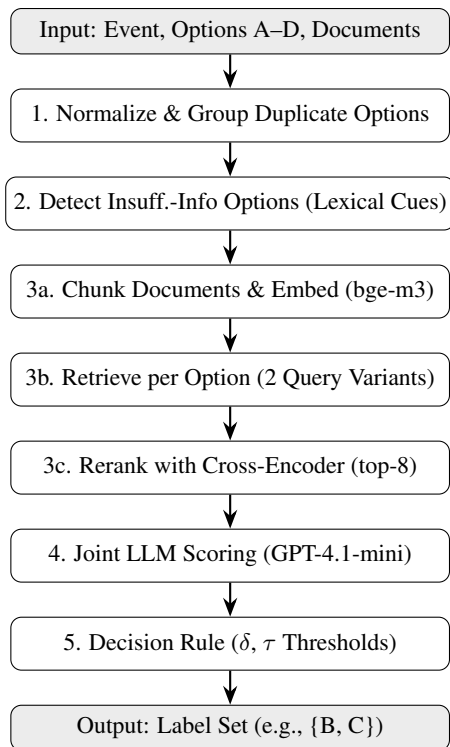 Input: Event, Options A–D, Documents
1. Normalize & Group Duplicate Options
2. Detect Insuff.-Info Options (Lexical Cues)
3a. Chunk Documents & Embed (bge-m3)
3b. Retrieve per Option (2 Query Variants)
3c. Rerank with Cross-Encoder (top-8)
4. Joint LLM Scoring (GPT-4.1-mini)
5. Decision Rule (δ, τ Thresholds)
Output: Label Set (e.g., {B, C})